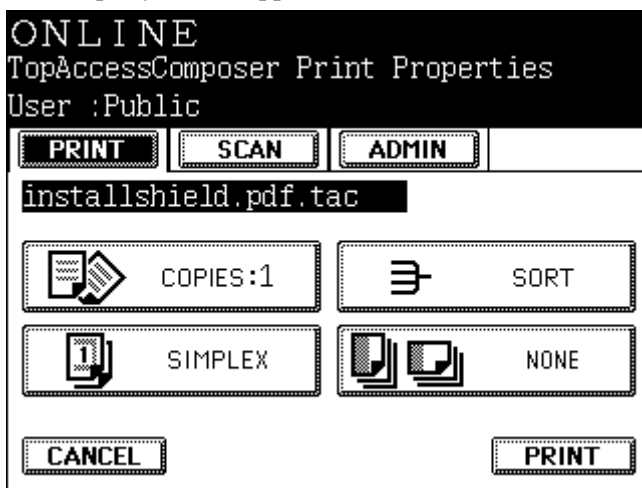 ONLINE
TopAccessComposer Print Properties
User :Public
PRINT SCAN ADMIN
installshield.pdf.tac
COPIES:1 SORT
1 SIMPLEX NONE
CANCEL PRINT